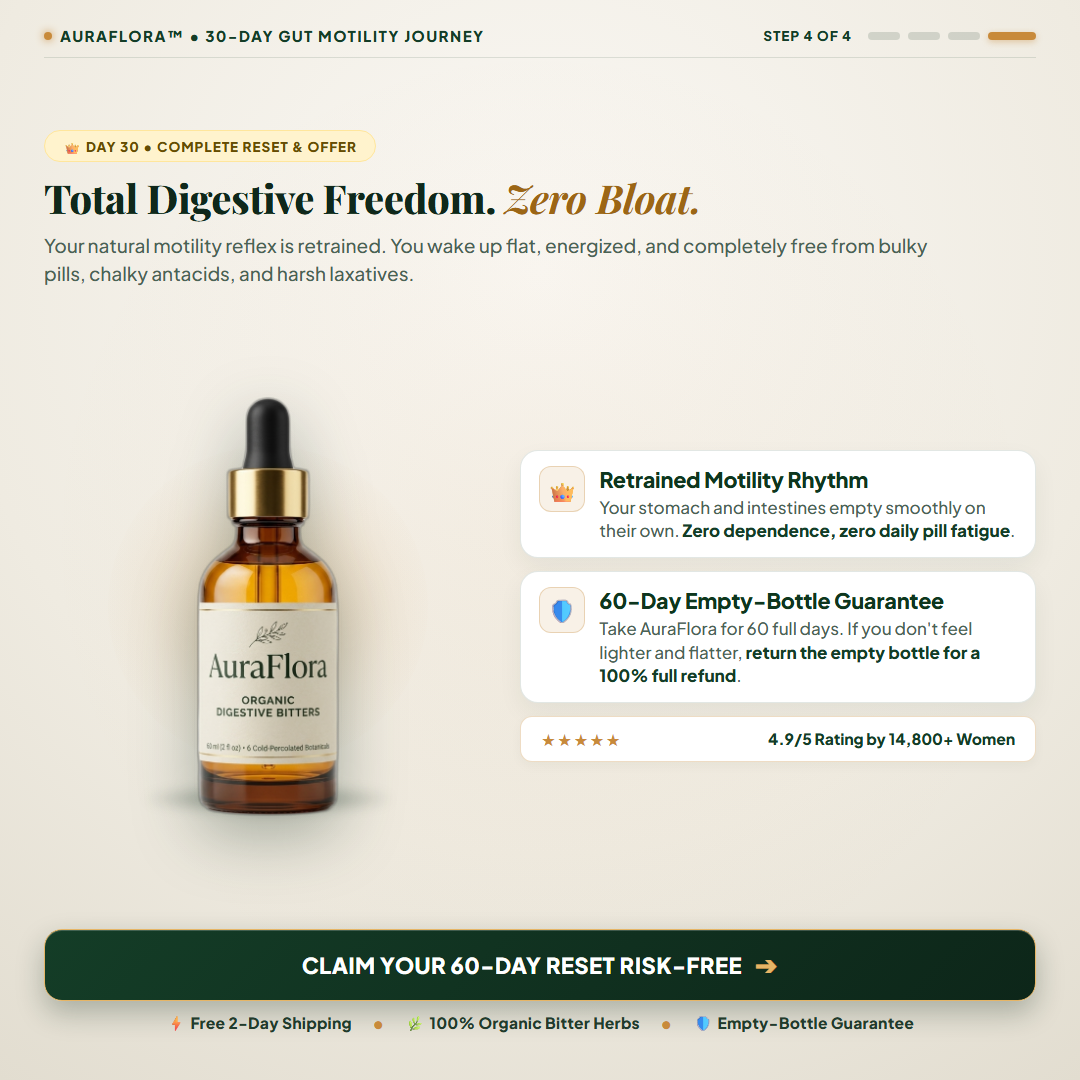 AURAFLORA™ • 30-DAY GUT MOTILITY JOURNEY
STEP 4 OF 4
DAY 30 • COMPLETE RESET & OFFER
Total Digestive Freedom. Zero Bloat.
Your natural motility reflex is retrained. You wake up flat, energized, and completely free from bulky
pills, chalky antacids, and harsh laxatives.
AuraFlora
ORGANIC
DIGESTIVE BITTERS
60 ml (2 fl oz) • 6 Cold-Percolated Botanicals
Retrained Motility Rhythm
Your stomach and intestines empty smoothly on
their own. Zero dependence, zero daily pill fatigue.
60-Day Empty-Bottle Guarantee
Take AuraFlora for 60 full days. If you don't feel
lighter and flatter, return the empty bottle for a
100% full refund.
★★★★★ 4.9/5 Rating by 14,800+ Women
CLAIM YOUR 60-DAY RESET RISK-FREE ➔
Free 2-Day Shipping • 100% Organic Bitter Herbs • Empty-Bottle Guarantee